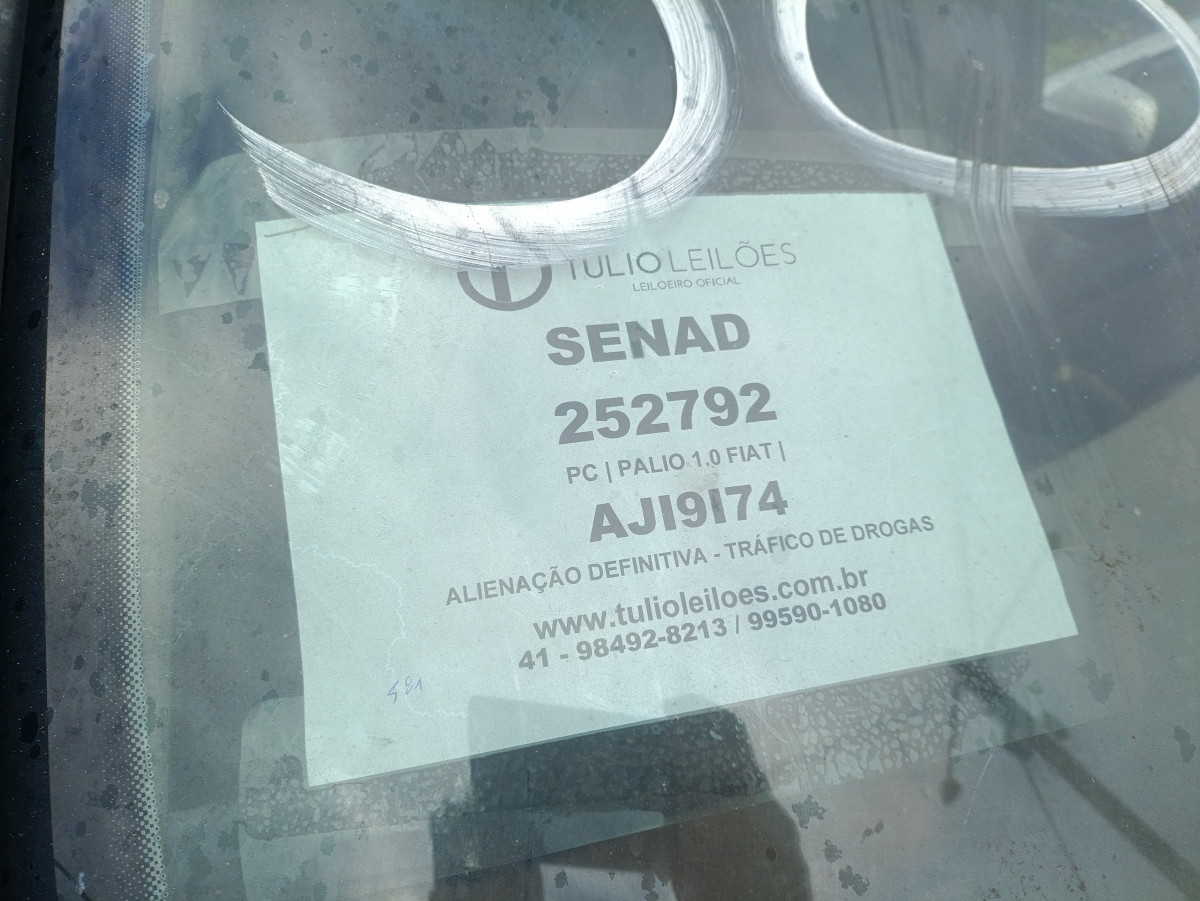 TULIO LEILÕES
LEILOEIRO OFICIAL
SENAD
252792
PC | PALIO 1.0 FIAT |
AJI9I74
ALIENAÇÃO DEFINITIVA - TRÁFICO DE DROGAS
www.tulioleiloes.com.br
41 - 98492-8213 / 99590-1080
581